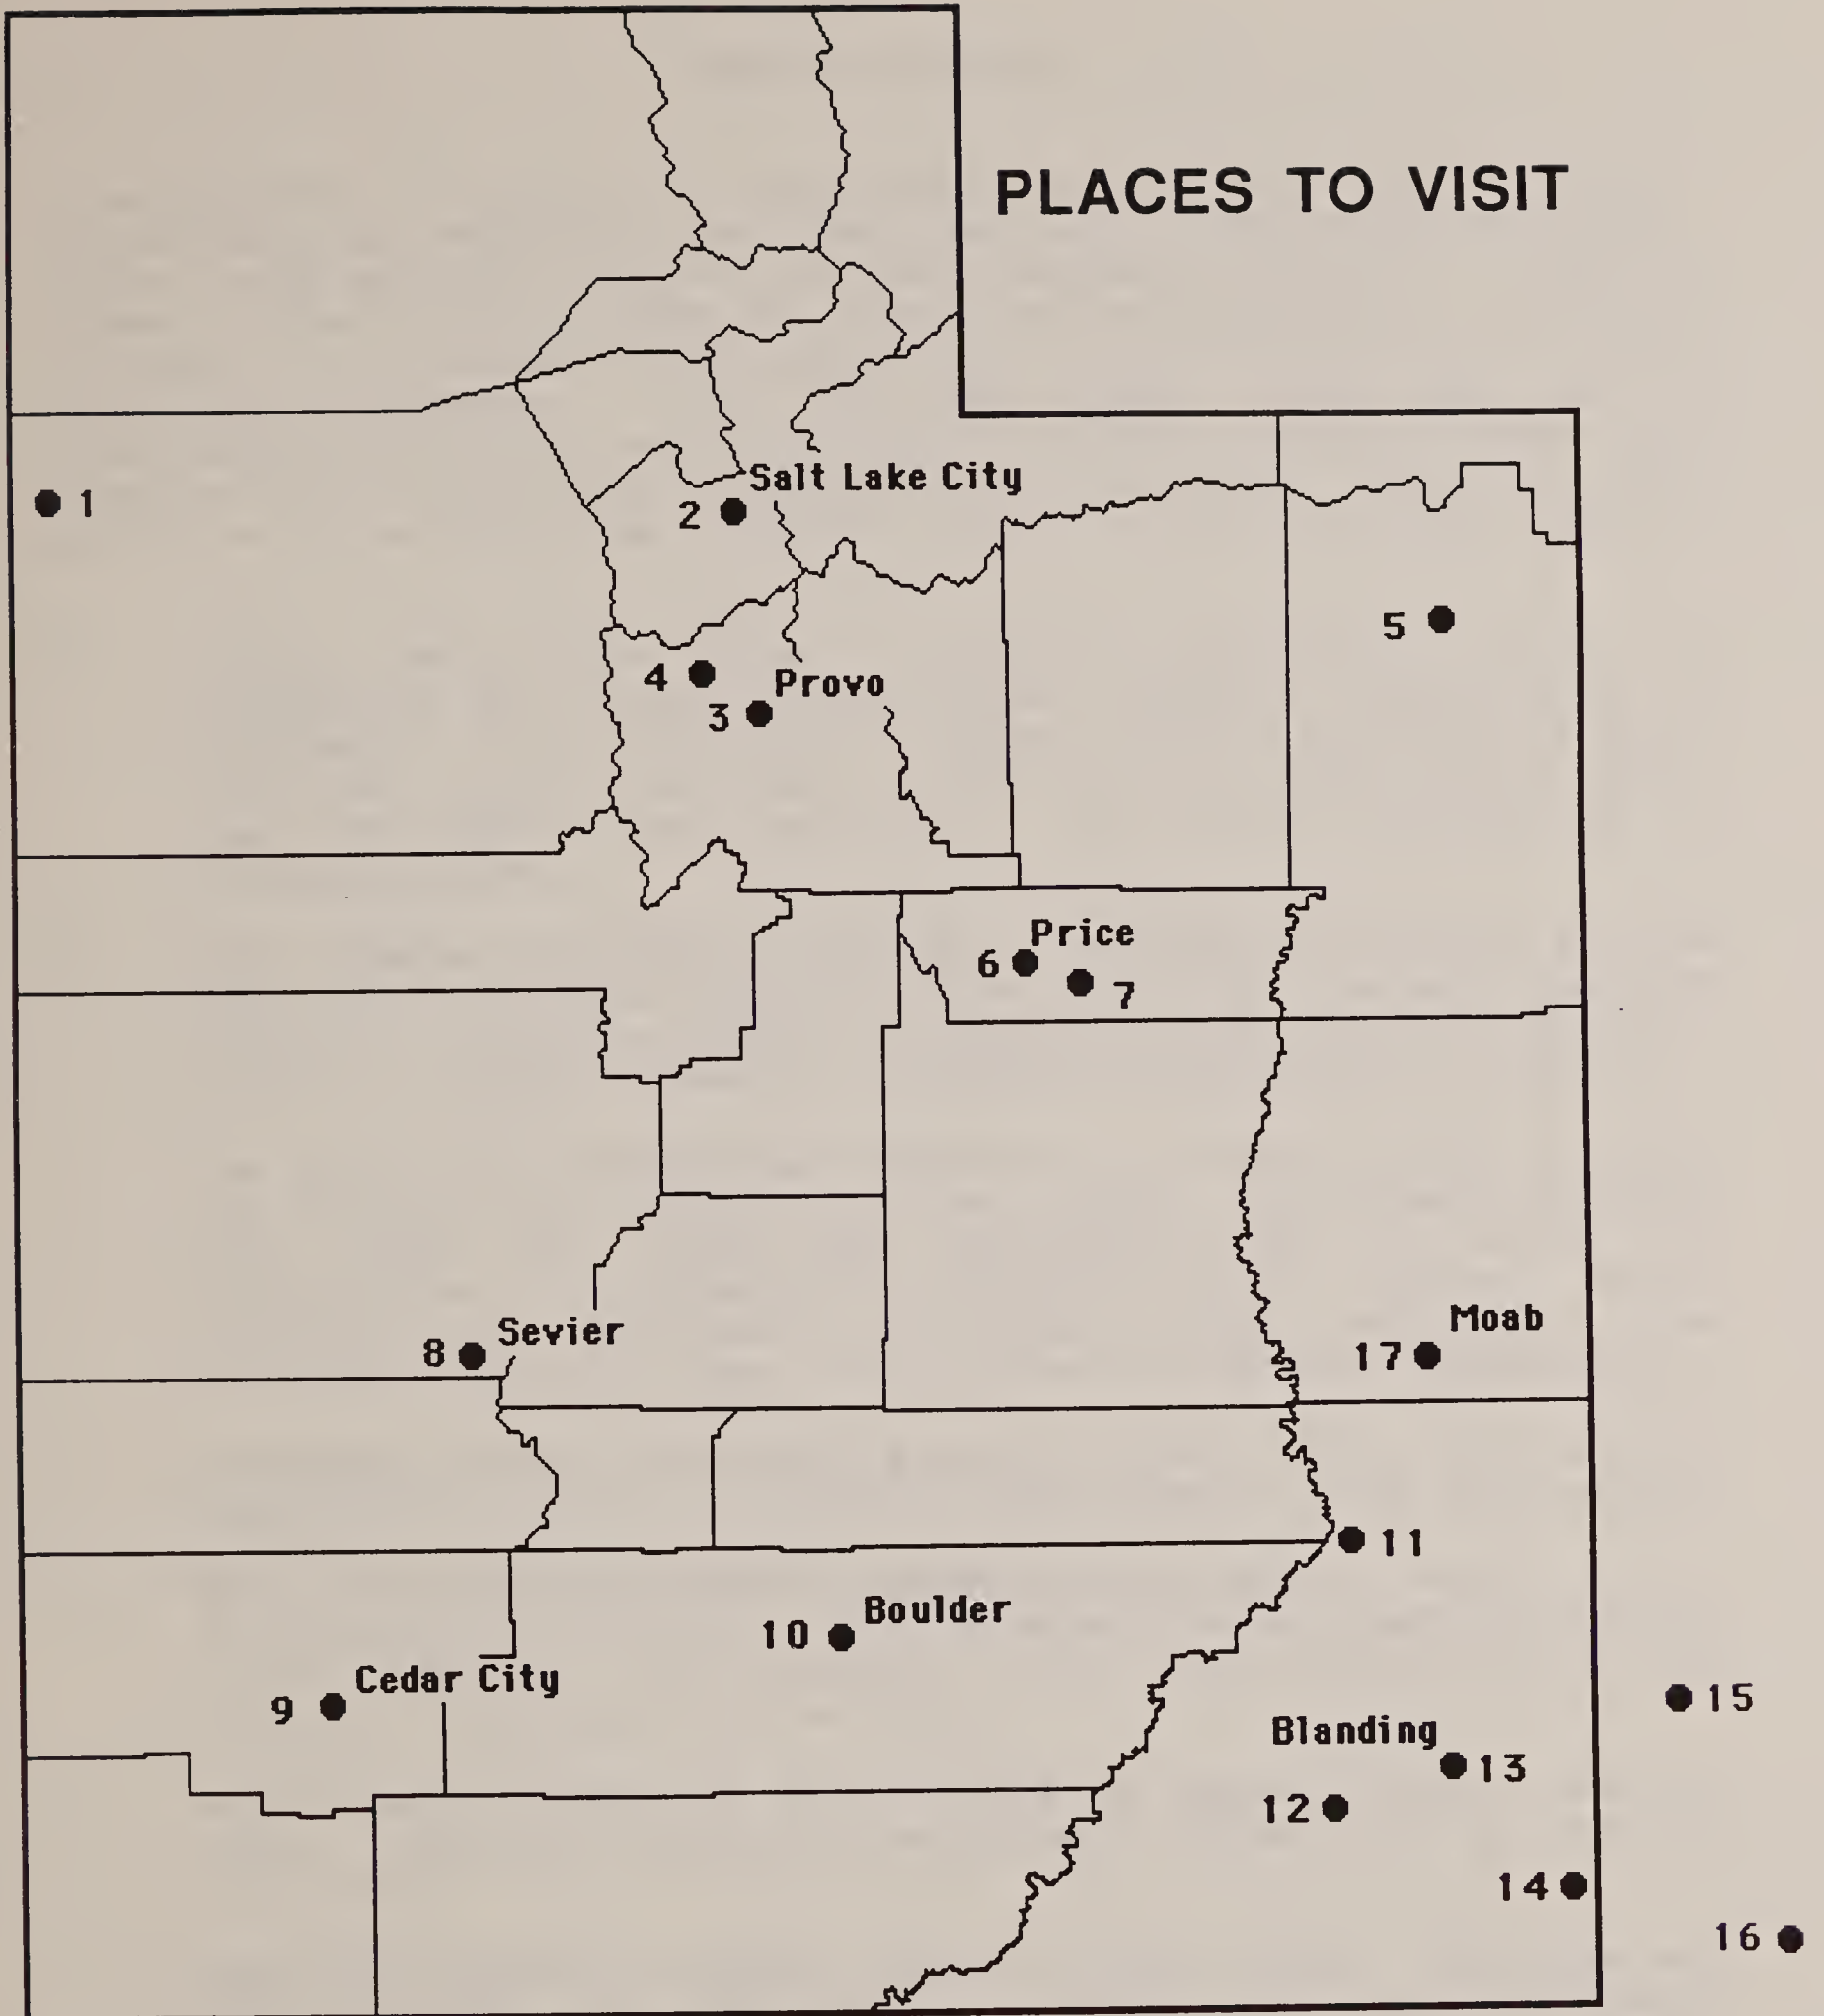 PLACES TO VISIT
Salt Lake City
1
2
5
4
Provo
3
Price
6
7
Moab
Sevier
8
17
11
Boulder
10
Cedar City
9
15
Blanding
13
12
14
16